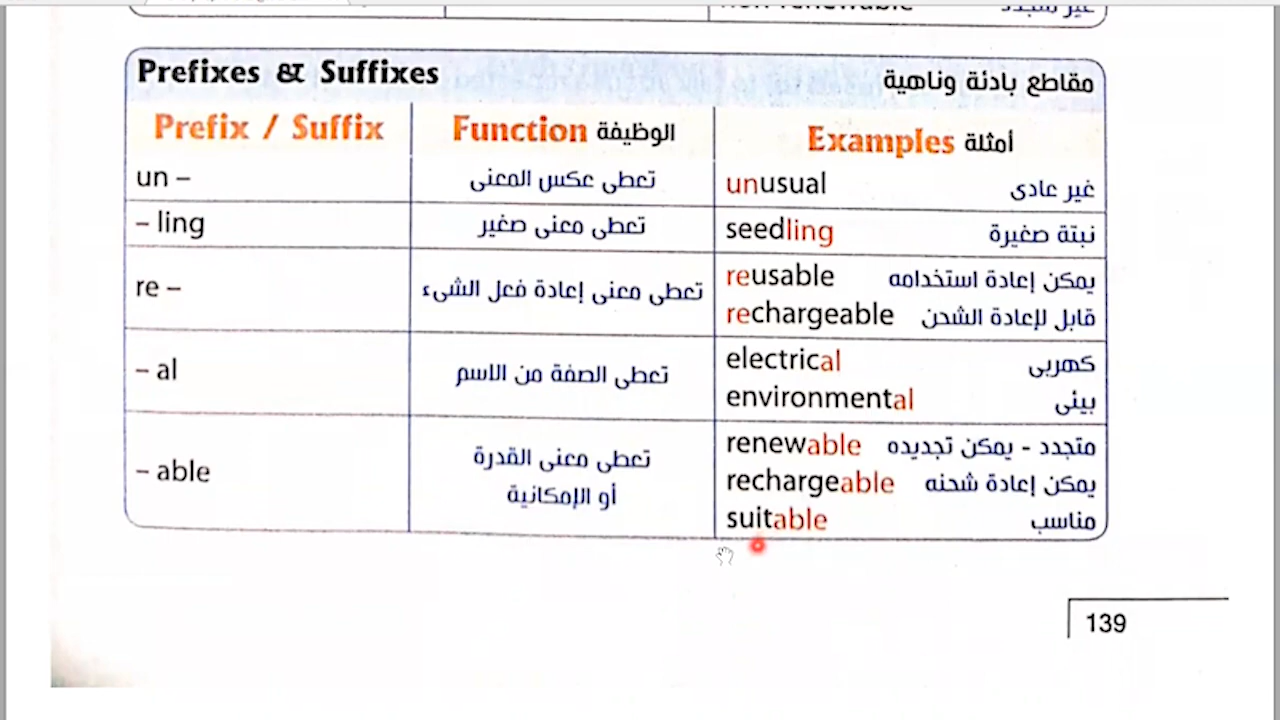 Prefixes & Suffixes مقاطع بادئة وناهية
Prefix / Suffix Function الوظيفة Examples أمثلة
un – تعطى عكس المعنى unusual غير عادى
– ling تعطى معنى صغير seedling نبتة صغيرة
re – تعطى معنى إعادة فعل الشىء reusable يمكن إعادة استخدامه
rechargeable قابل للإعادة الشحن
– al تعطى الصفة من الاسم electrical كهربى
environmental بيئى
– able تعطى معنى القدرة أو الإمكانية renewable متجدد - يمكن تجديده
rechargeable يمكن إعادة شحنه
suitable مناسب
139